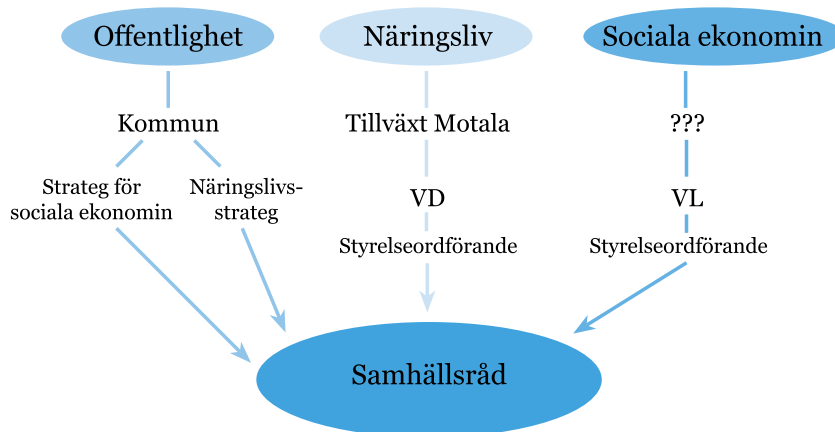 Offentlighet
Näringsliv
Sociala ekonomin
Kommun
Tillväxt Motala
???
Strateg för
sociala ekonomin
Näringslivs-
strateg
VD
VL
Styrelseordförande
Styrelseordförande
Samhällsråd